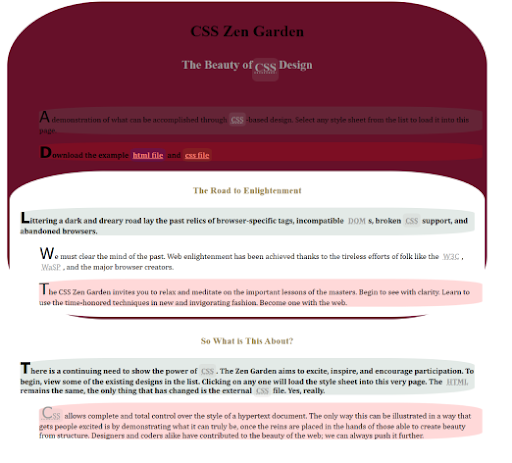 CSS Zen Garden
The Beauty of CSS Design
A demonstration of what can be accomplished through CSS-based design. Select any style sheet from the list to load it into this
page.
Download the example html file and css file
The Road to Enlightenment
Littering a dark and dreary road lay the past relics of browser-specific tags, incompatible DOM s, broken CSS support, and
abandoned browsers.
We must clear the mind of the past. Web enlightenment has been achieved thanks to the tireless efforts of folk like the W3C ,
WaSP , and the major browser creators.
The CSS Zen Garden invites you to relax and meditate on the important lessons of the masters. Begin to see with clarity. Learn to
use the time-honored techniques in new and invigorating fashion. Become one with the web.
So What is This About?
There is a continuing need to show the power of CSS . The Zen Garden aims to excite, inspire, and encourage participation. To
begin, view some of the existing designs in the list. Clicking on any one will load the style sheet into this very page. The HTML
remains the same, the only thing that has changed is the external CSS file. Yes, really.
CSS allows complete and total control over the style of a hypertext document. The only way this can be illustrated in a way that
gets people excited is by demonstrating what it can truly be, once the reins are placed in the hands of those able to create beauty
from structure. Designers and coders alike have contributed to the beauty of the web; we can always push it further.